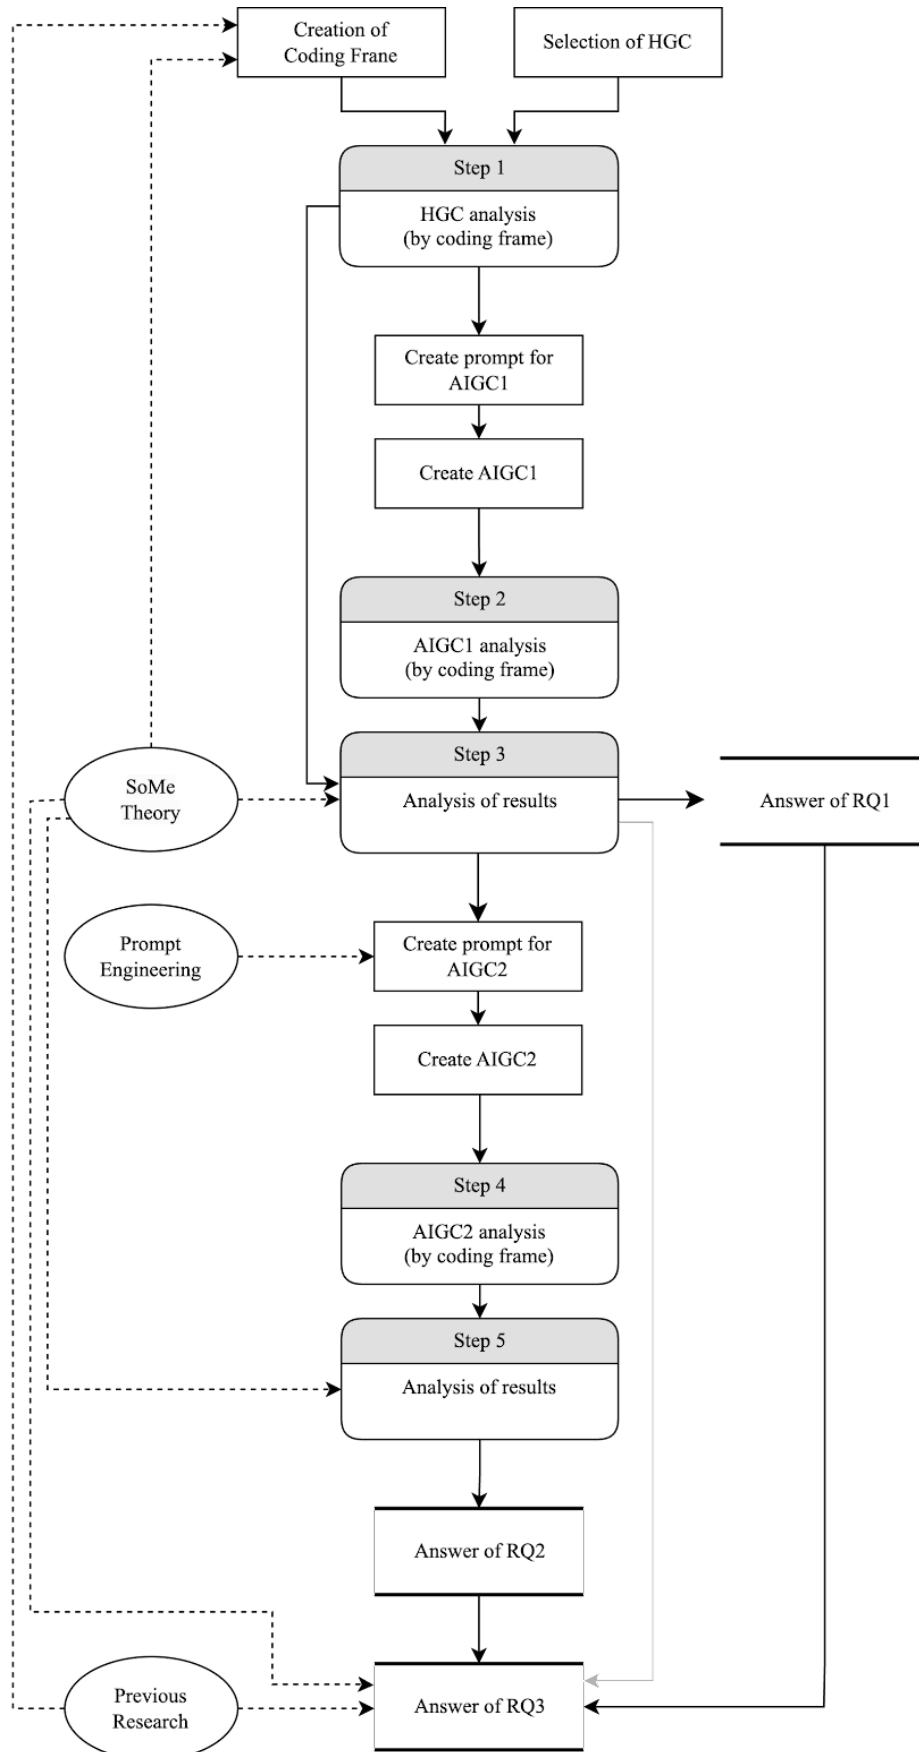 Creation of
Coding Frane
Selection of HGC
Step 1
HGC analysis
(by coding frame)
Create prompt for
AIGC1
Create AIGC1
Step 2
AIGC1 analysis
(by coding frame)
Step 3
Analysis of results
SoMe
Theory
Answer of RQ1
Prompt
Engineering
Create prompt for
AIGC2
Create AIGC2
Step 4
AIGC2 analysis
(by coding frame)
Step 5
Analysis of results
Answer of RQ2
Previous
Research
Answer of RQ3